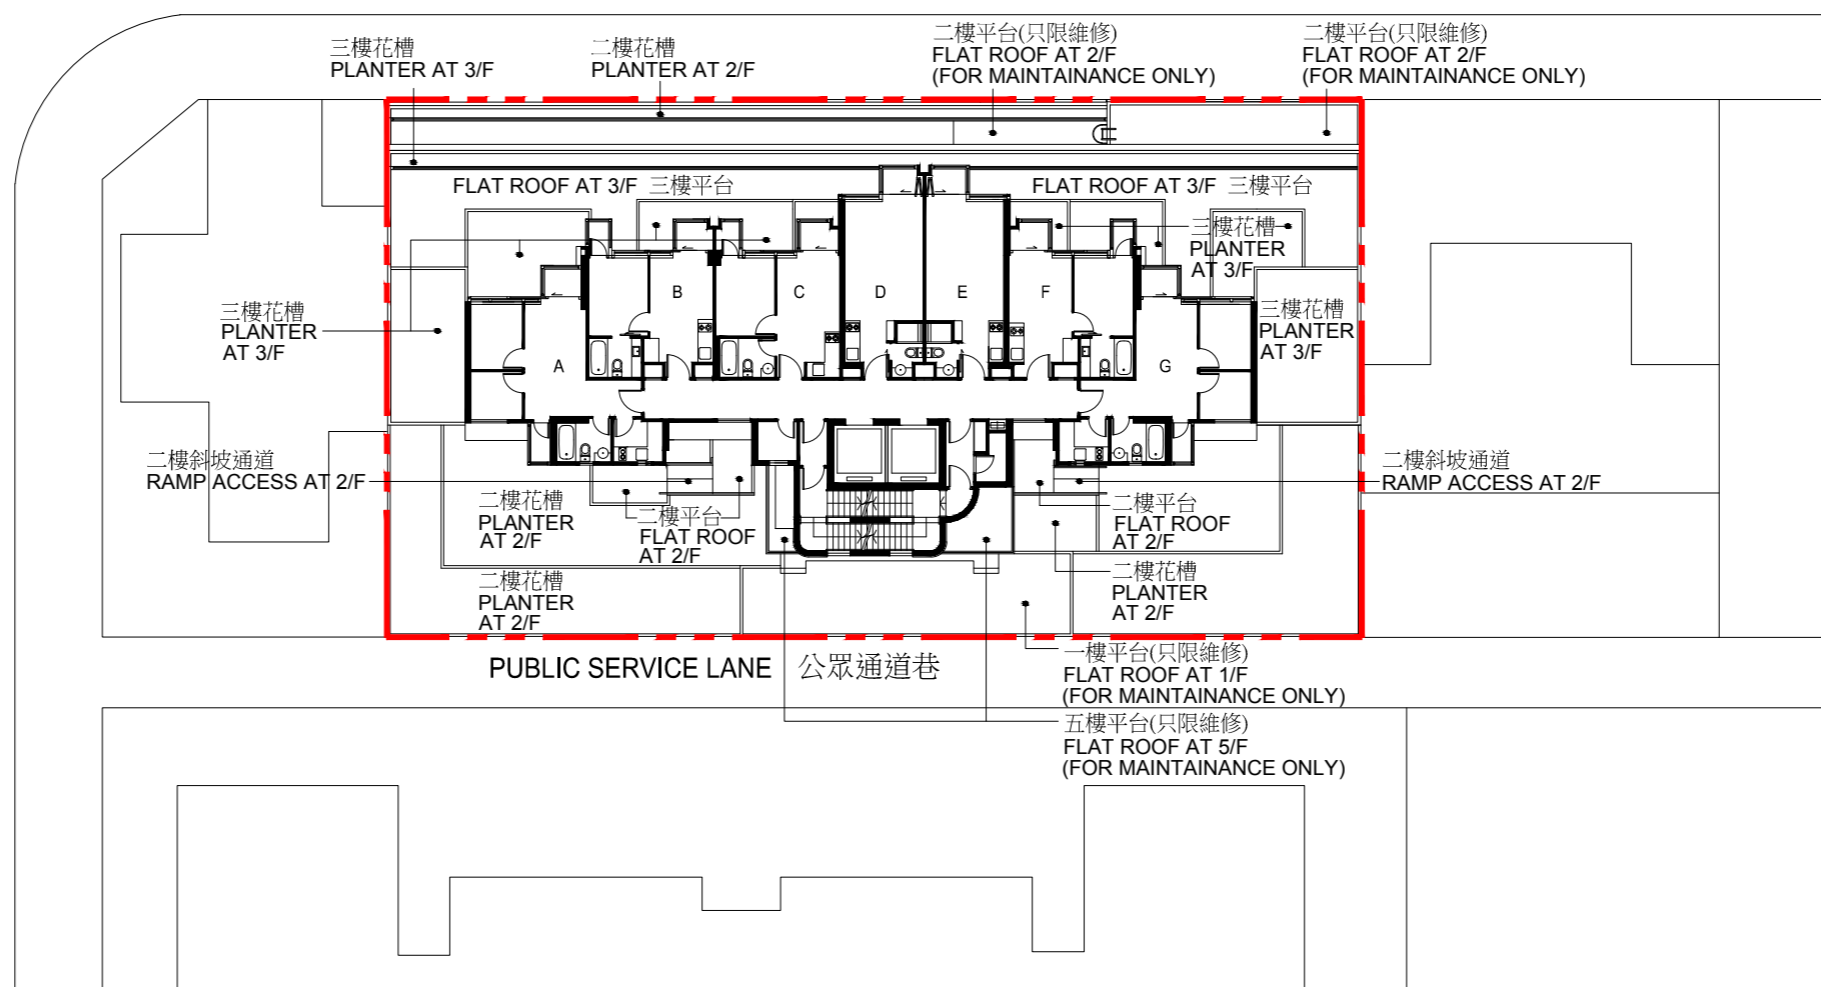 三樓花槽
PLANTER AT 3/F
二樓花槽
PLANTER AT 2/F
二樓平台(只限維修)
FLAT ROOF AT 2/F
(FOR MAINTAINANCE ONLY)
二樓平台(只限維修)
FLAT ROOF AT 2/F
(FOR MAINTAINANCE ONLY)
FLAT ROOF AT 3/F 三樓平台
FLAT ROOF AT 3/F 三樓平台
三樓花槽
PLANTER
AT 3/F
三樓花槽
PLANTER
AT 3/F
三樓花槽
PLANTER
AT 3/F
A
B
C
D
E
F
G
二樓斜坡通道
RAMP ACCESS AT 2/F
二樓斜坡通道
RAMP ACCESS AT 2/F
二樓花槽
PLANTER
AT 2/F
二樓平台
FLAT ROOF
AT 2/F
二樓平台
FLAT ROOF
AT 2/F
二樓花槽
PLANTER
AT 2/F
二樓花槽
PLANTER
AT 2/F
PUBLIC SERVICE LANE 公眾通道巷
一樓平台(只限維修)
FLAT ROOF AT 1/F
(FOR MAINTAINANCE ONLY)
五樓平台(只限維修)
FLAT ROOF AT 5/F
(FOR MAINTAINANCE ONLY)